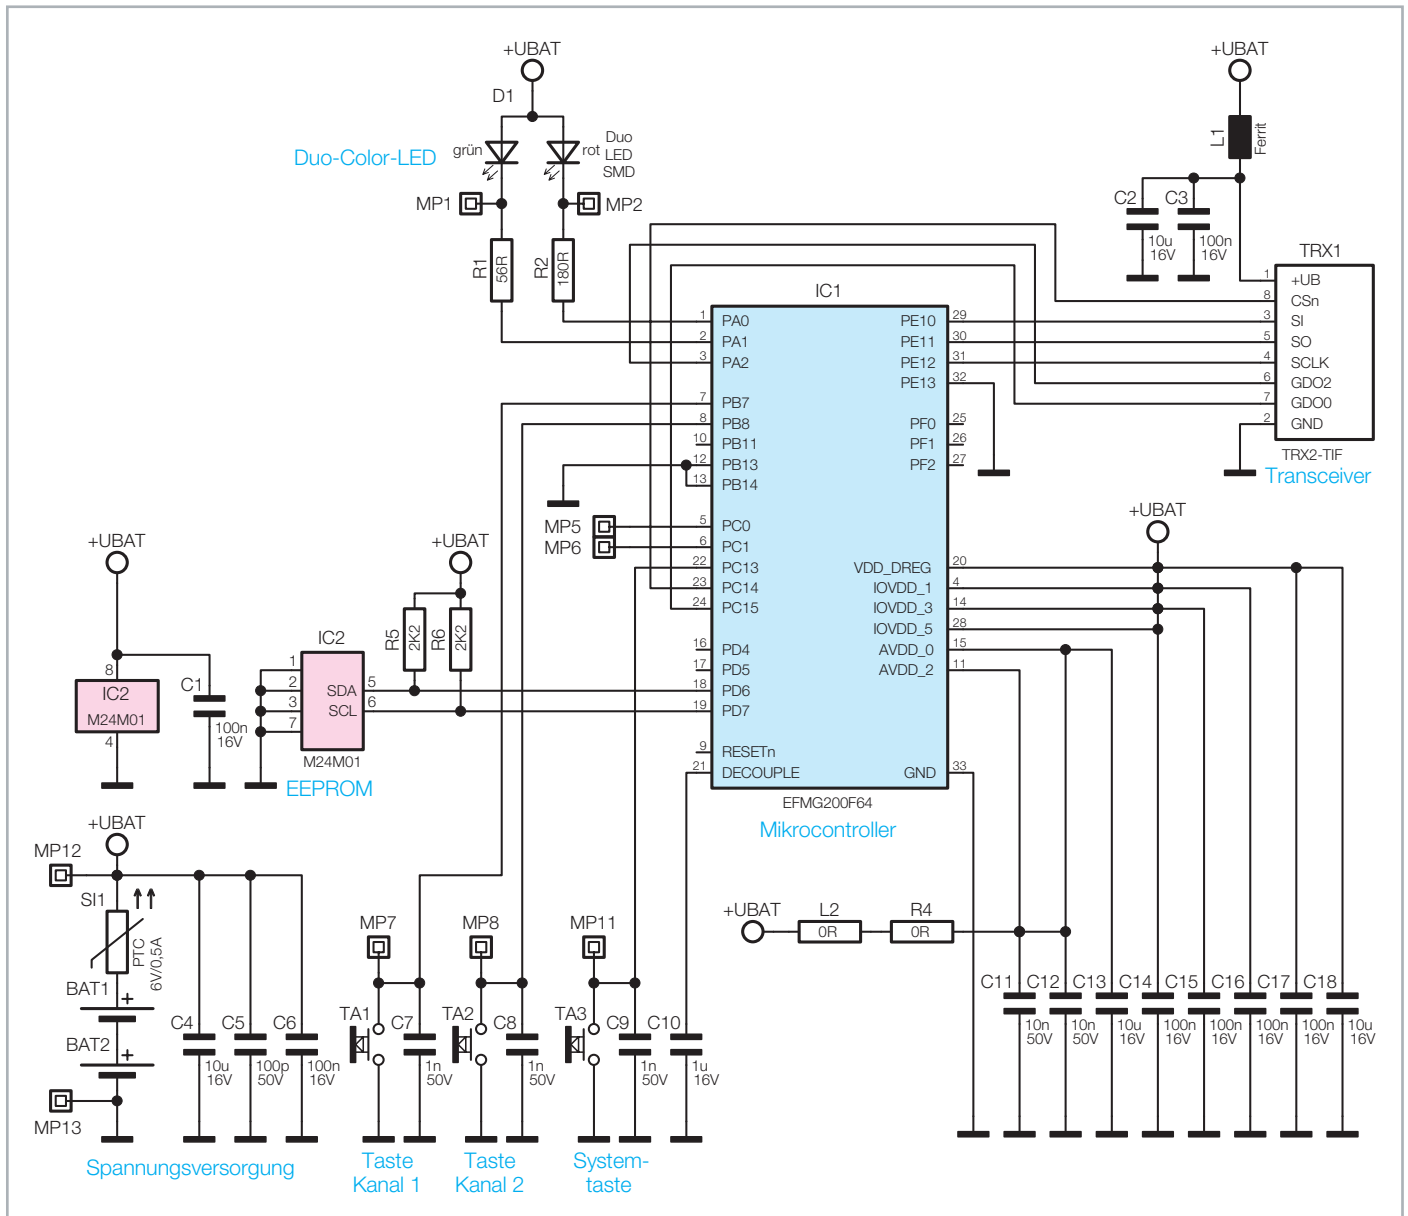 +UBAT
D1
grün
rot
Duo
LED
SMD
Duo-Color-LED
MP1
MP2
R1
56R
R2
180R
+UBAT
L1
Ferrit
C2
10u
16V
C3
100n
16V
TRX1
1 +UB
8 CSn
3 SI
5 SO
4 SCLK
6 GDO2
7 GDO0
2 GND
TRX2-TIF
Transceiver
IC1
1 PA0
2 PA1
3 PA2
7 PB7
8 PB8
10 PB11
12 PB13
13 PB14
5 PC0
6 PC1
22 PC13
23 PC14
24 PC15
16 PD4
17 PD5
18 PD6
19 PD7
9 RESETn
21 DECOUPLE
PE10 29
PE11 30
PE12 31
PE13 32
PF0 25
PF1 26
PF2 27
VDD_DREG 20
IOVDD_1 4
IOVDD_3 14
IOVDD_5 28
AVDD_0 15
AVDD_2 11
GND 33
EFMG200F64
Mikrocontroller
MP5
MP6
+UBAT
+UBAT
+UBAT
R5
2K2
R6
2K2
8
IC2
M24M01
4
C1
100n
16V
IC2
1
2
3
7
SDA 5
SCL 6
M24M01
EEPROM
+UBAT
MP12
SI1
PTC
6V/0,5A
BAT1
+
BAT2
+
MP13
C4
10u
16V
C5
100p
50V
C6
100n
16V
Spannungsversorgung
MP7
TA1
C7
1n
50V
Taste
Kanal 1
MP8
TA2
C8
1n
50V
Taste
Kanal 2
MP11
TA3
C9
1n
50V
System-
taste
C10
1u
16V
+UBAT
L2
0R
R4
0R
C11
10n
50V
C12
10n
50V
C13
10u
16V
C14
100n
16V
C15
100n
16V
C16
100n
16V
C17
100n
16V
C18
10u
16V